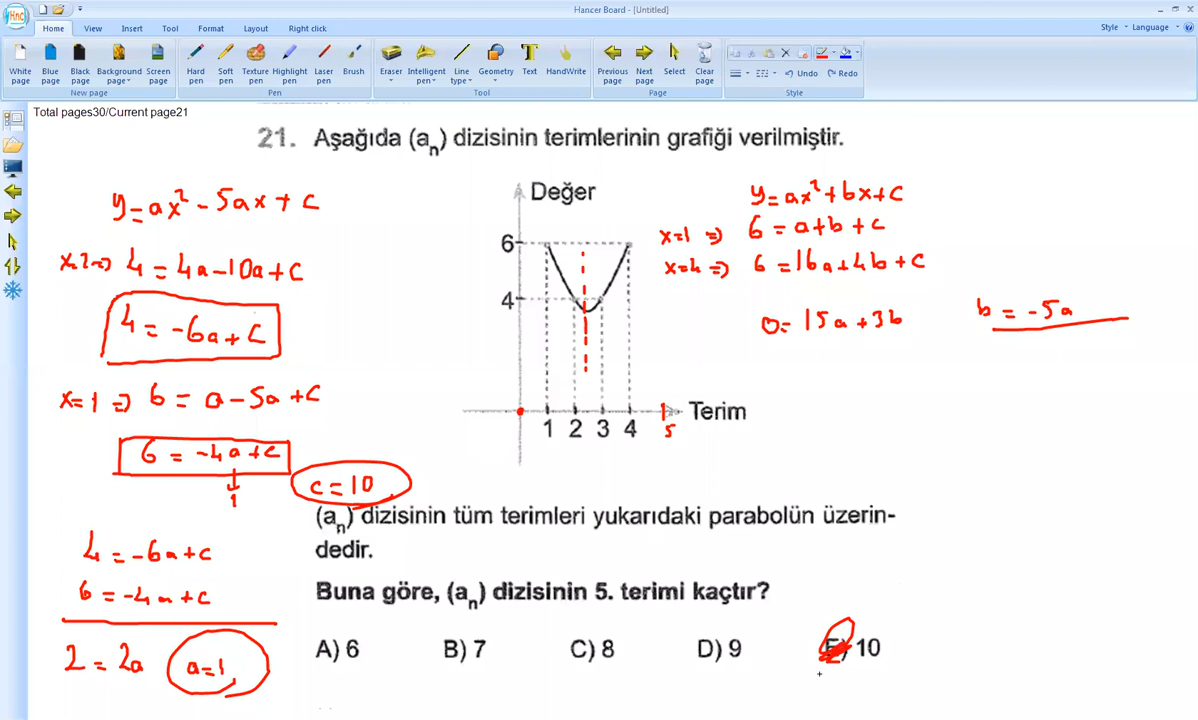 Hancer Board - [Untitled]
Hnc
Home View Insert Tool Format Layout Right click
Style Language
White page Blue page Black page Background page Screen page
Hard pen Soft pen Texture pen Highlight pen Laser pen Brush
Eraser Intelligent pen Line type Geometry Text HandWrite
Previous page Next page Select Clear page
Undo Redo
New page Pen Tool Page Style
Total pages30/Current page21
21. Aşağıda (aₙ) dizisinin terimlerinin grafiği verilmiştir.
Değer
6
4
1 2 3 4
5
Terim
y=ax²-5ax+c
x=2=> 4=4a-10a+c
4=-6a+c
x=1=> 6=a-5a+c
6=-4a+c
1
c=10
4=-6a+c
6=-4a+c
2=2a
a=1
y=ax²+bx+c
x=1=> 6=a+b+c
x=4=> 6=16a+4b+c
0=15a+3b
b=-5a
(aₙ) dizisinin tüm terimleri yukarıdaki parabolün üzerin-
dedir.
Buna göre, (aₙ) dizisinin 5. terimi kaçtır?
A) 6 B) 7 C) 8 D) 9 E) 10